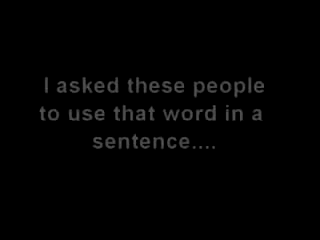 I asked these people
to use that word in a
sentence....